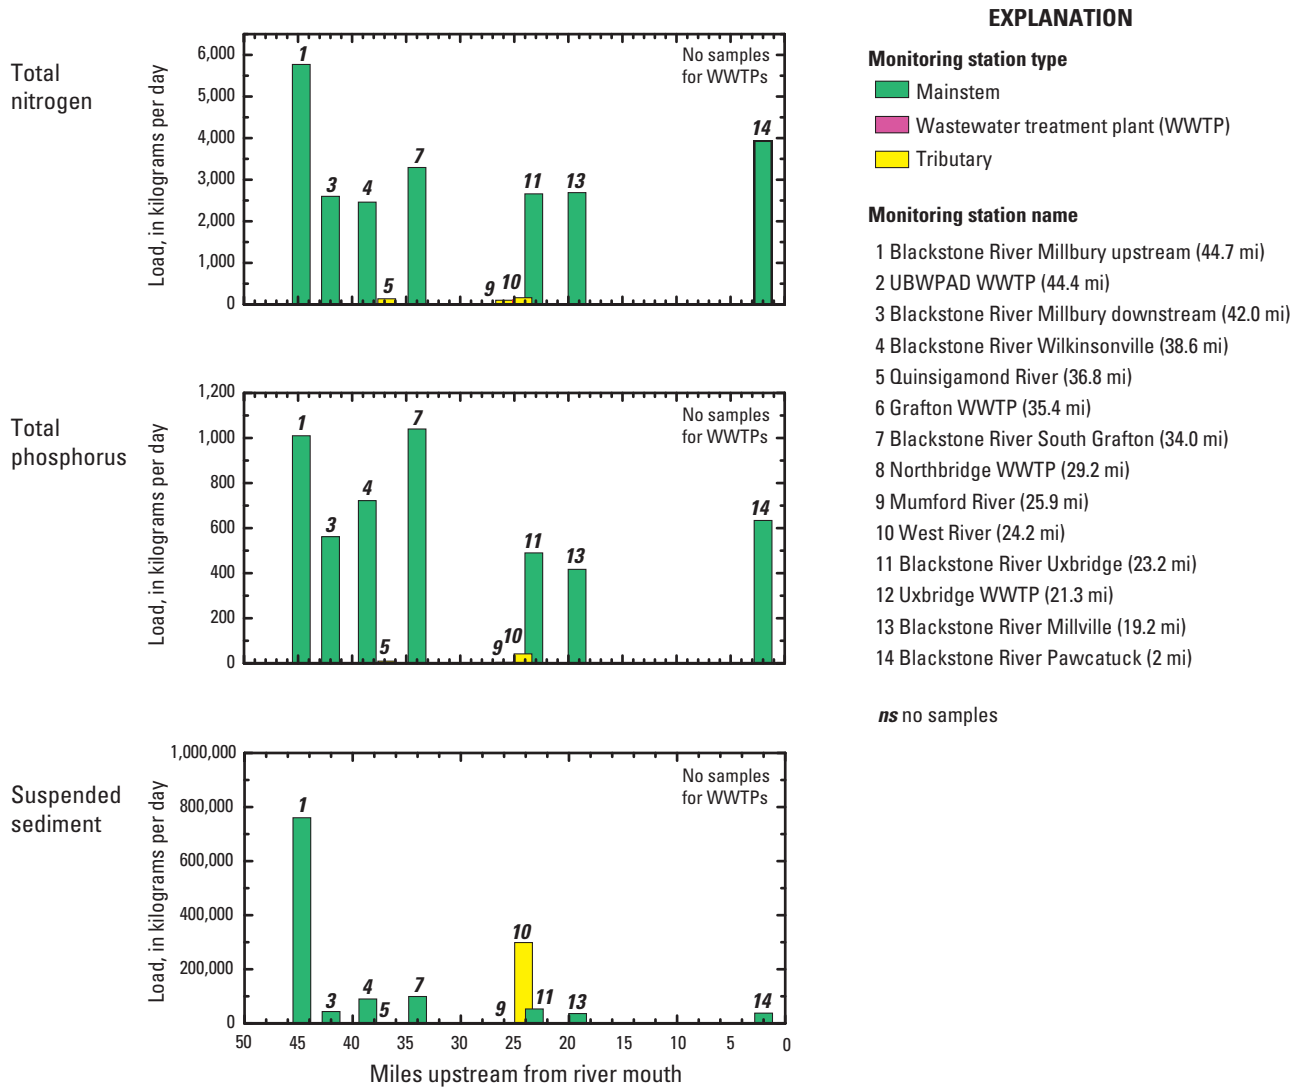 Total
nitrogen
Load, in kilograms per day
6,000
5,000
4,000
3,000
2,000
1,000
0
1
3
4
5
7
9
10
11
13
14
No samples
for WWTPs
Total
phosphorus
Load, in kilograms per day
1,200
1,000
800
600
400
200
0
1
3
4
5
7
9
10
11
13
14
No samples
for WWTPs
Suspended
sediment
Load, in kilograms per day
1,000,000
800,000
600,000
400,000
200,000
0
1
3
4
5
7
9
10
11
13
14
No samples
for WWTPs
50 45 40 35 30 25 20 15 10 5 0
Miles upstream from river mouth
EXPLANATION
Monitoring station type
Mainstem
Wastewater treatment plant (WWTP)
Tributary
Monitoring station name
1 Blackstone River Millbury upstream (44.7 mi)
2 UBWPAD WWTP (44.4 mi)
3 Blackstone River Millbury downstream (42.0 mi)
4 Blackstone River Wilkinsonville (38.6 mi)
5 Quinsigamond River (36.8 mi)
6 Grafton WWTP (35.4 mi)
7 Blackstone River South Grafton (34.0 mi)
8 Northbridge WWTP (29.2 mi)
9 Mumford River (25.9 mi)
10 West River (24.2 mi)
11 Blackstone River Uxbridge (23.2 mi)
12 Uxbridge WWTP (21.3 mi)
13 Blackstone River Millville (19.2 mi)
14 Blackstone River Pawcatuck (2 mi)
ns no samples